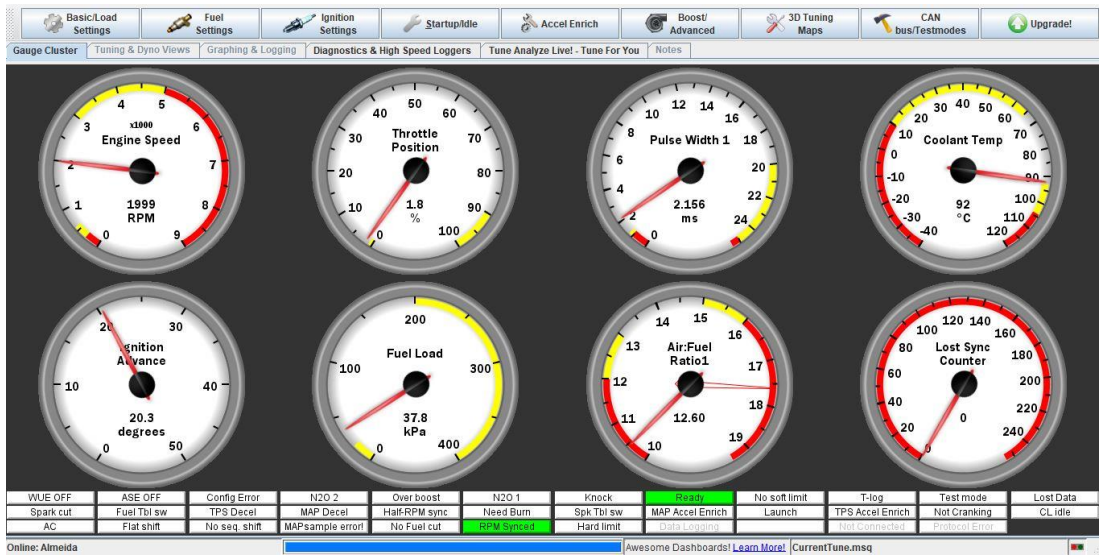 Basic/Load Settings
Fuel Settings
Ignition Settings
Startup/Idle
Accel Enrich
Boost/ Advanced
3D Tuning Maps
CAN bus/Testmodes
Upgrade!
Gauge Cluster
Tuning & Dyno Views
Graphing & Logging
Diagnostics & High Speed Loggers
Tune Analyze Live! - Tune For You
Notes
0 1 2 3 4 5 6 7 8 9
x1000
Engine Speed
1999
RPM
0 10 20 30 40 50 60 70 80 90 100
Throttle
Position
1.8
%
0 2 4 6 8 10 12 14 16 18 20 22 24
Pulse Width 1
2.156
ms
-40 -30 -20 -10 0 10 20 30 40 50 60 70 80 90 100 110 120
Coolant Temp
92
°C
0 10 20 30 40 50
Ignition
Advance
20.3
degrees
0 100 200 300 400
Fuel Load
37.8
kPa
10 11 12 13 14 15 16 17 18 19
Air:Fuel
Ratio1
12.60
0 20 40 60 80 100 120 140 160 180 200 220 240
Lost Sync
Counter
0
WUE OFF ASE OFF Config Error N2O 2 Over boost N2O 1 Knock Ready No soft limit T-log Test mode Lost Data
Spark cut Fuel Tbl sw TPS Decel MAP Decel Half-RPM sync Need Burn Spk Tbl sw MAP Accel Enrich Launch TPS Accel Enrich Not Cranking CL idle
AC Flat shift No seq. shift MAPsample error! No Fuel cut RPM Synced Hard limit Data Logging Not Connected Protocol Error
Online: Almeida
Awesome Dashboards! Learn More!
CurrentTune.msq